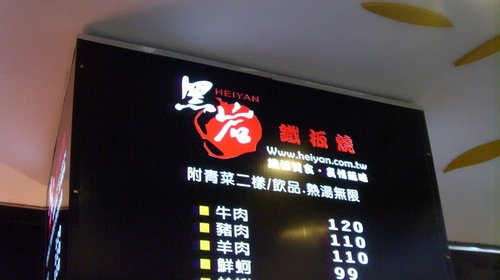 黑岩
HEIYAN
鐵板燒
Www.heiyan.com.tw
附青菜二樣/飲品.熱湯無限
牛肉 120
豬肉 110
羊肉 110
鮮蚵 99